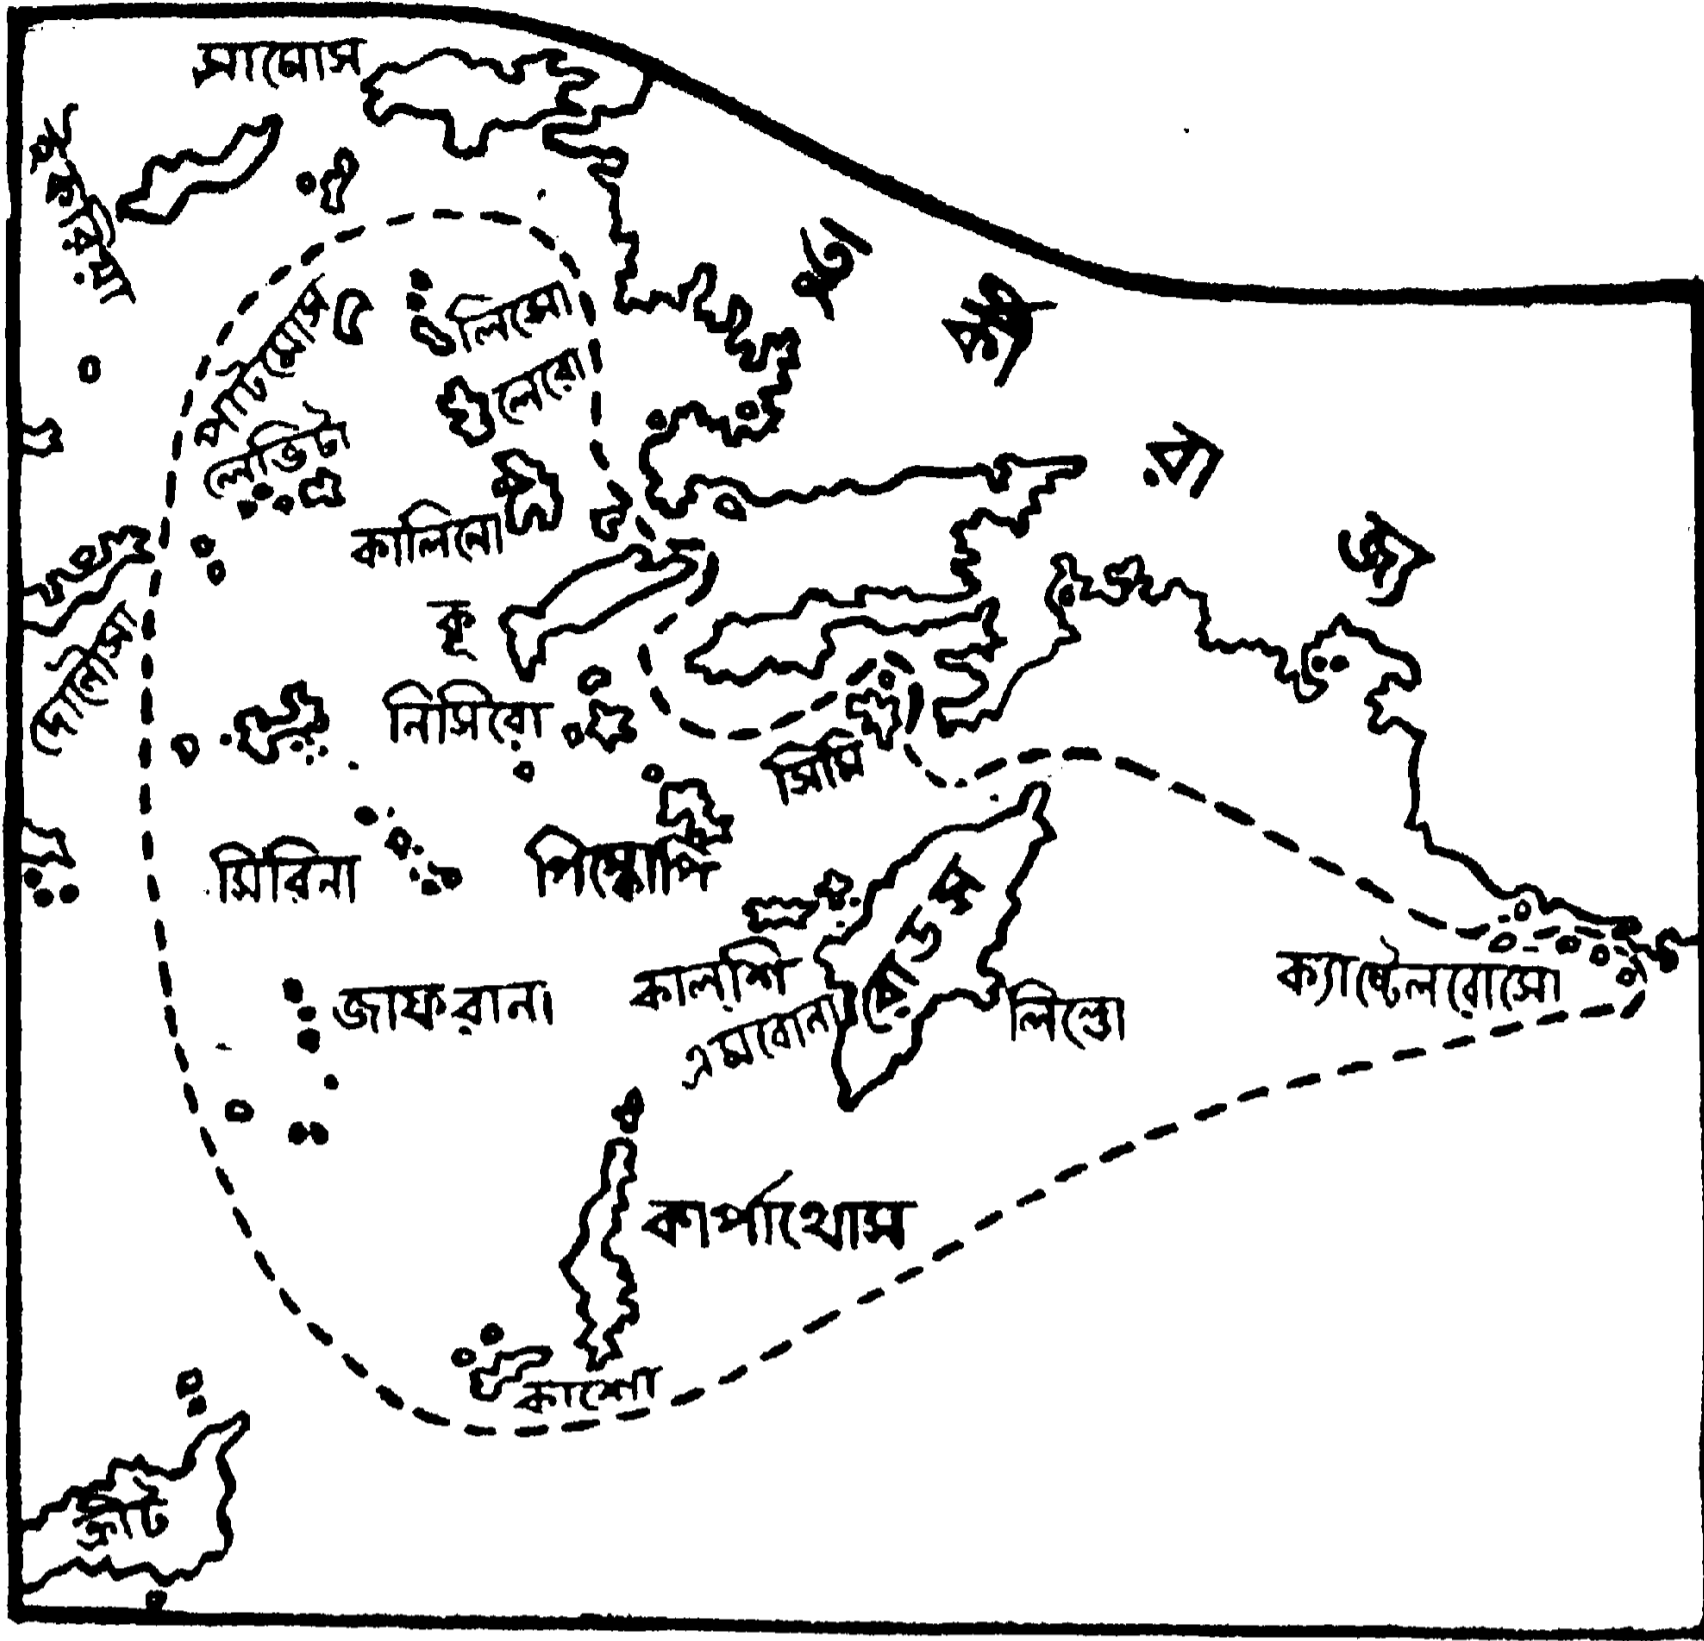 সামোস
ইকারিয়া
তুর্কী রাজ্য
পাটমোস
লিসো
লেরো
লেভিটা
কালিনো
কূ
দোনৌসা
নিসিরো
সিমি
মিরিনা
পিস্কোপি
রোডস
কালশি
জাফরানা
এমবোনা
লিন্ডো
ক্যাষ্টেলরোসো
কার্পাথোস
কাশো
ক্রীট